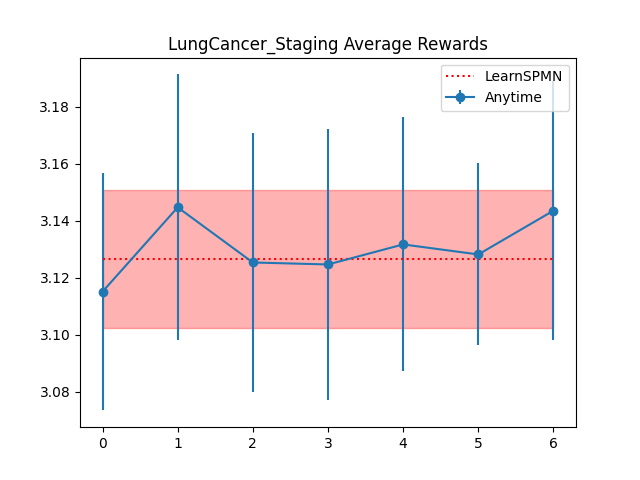 LungCancer_Staging Average Rewards
LearnSPMN
Anytime
3.18
3.16
3.14
3.12
3.10
3.08
0 1 2 3 4 5 6